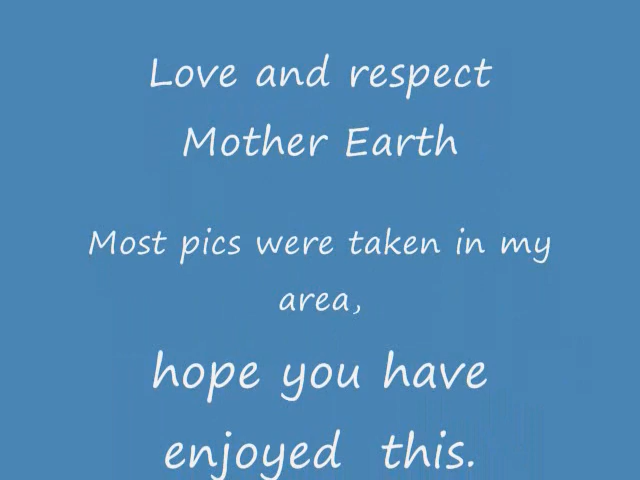 Love and respect
Mother Earth
Most pics were taken in my
area,
hope you have
enjoyed this.